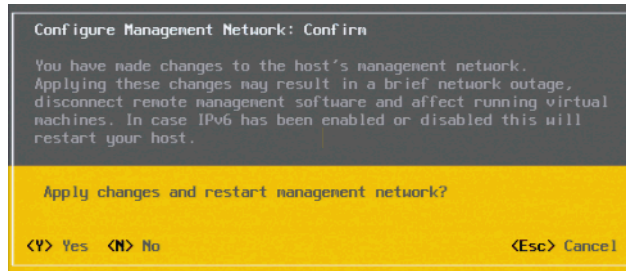 Configure Management Network: Confirm
You have made changes to the host's management network.
Applying these changes may result in a brief network outage,
disconnect remote management software and affect running virtual
machines. In case IPv6 has been enabled or disabled this will
restart your host.
Apply changes and restart management network?
<Y> Yes <N> No <Esc> Cancel